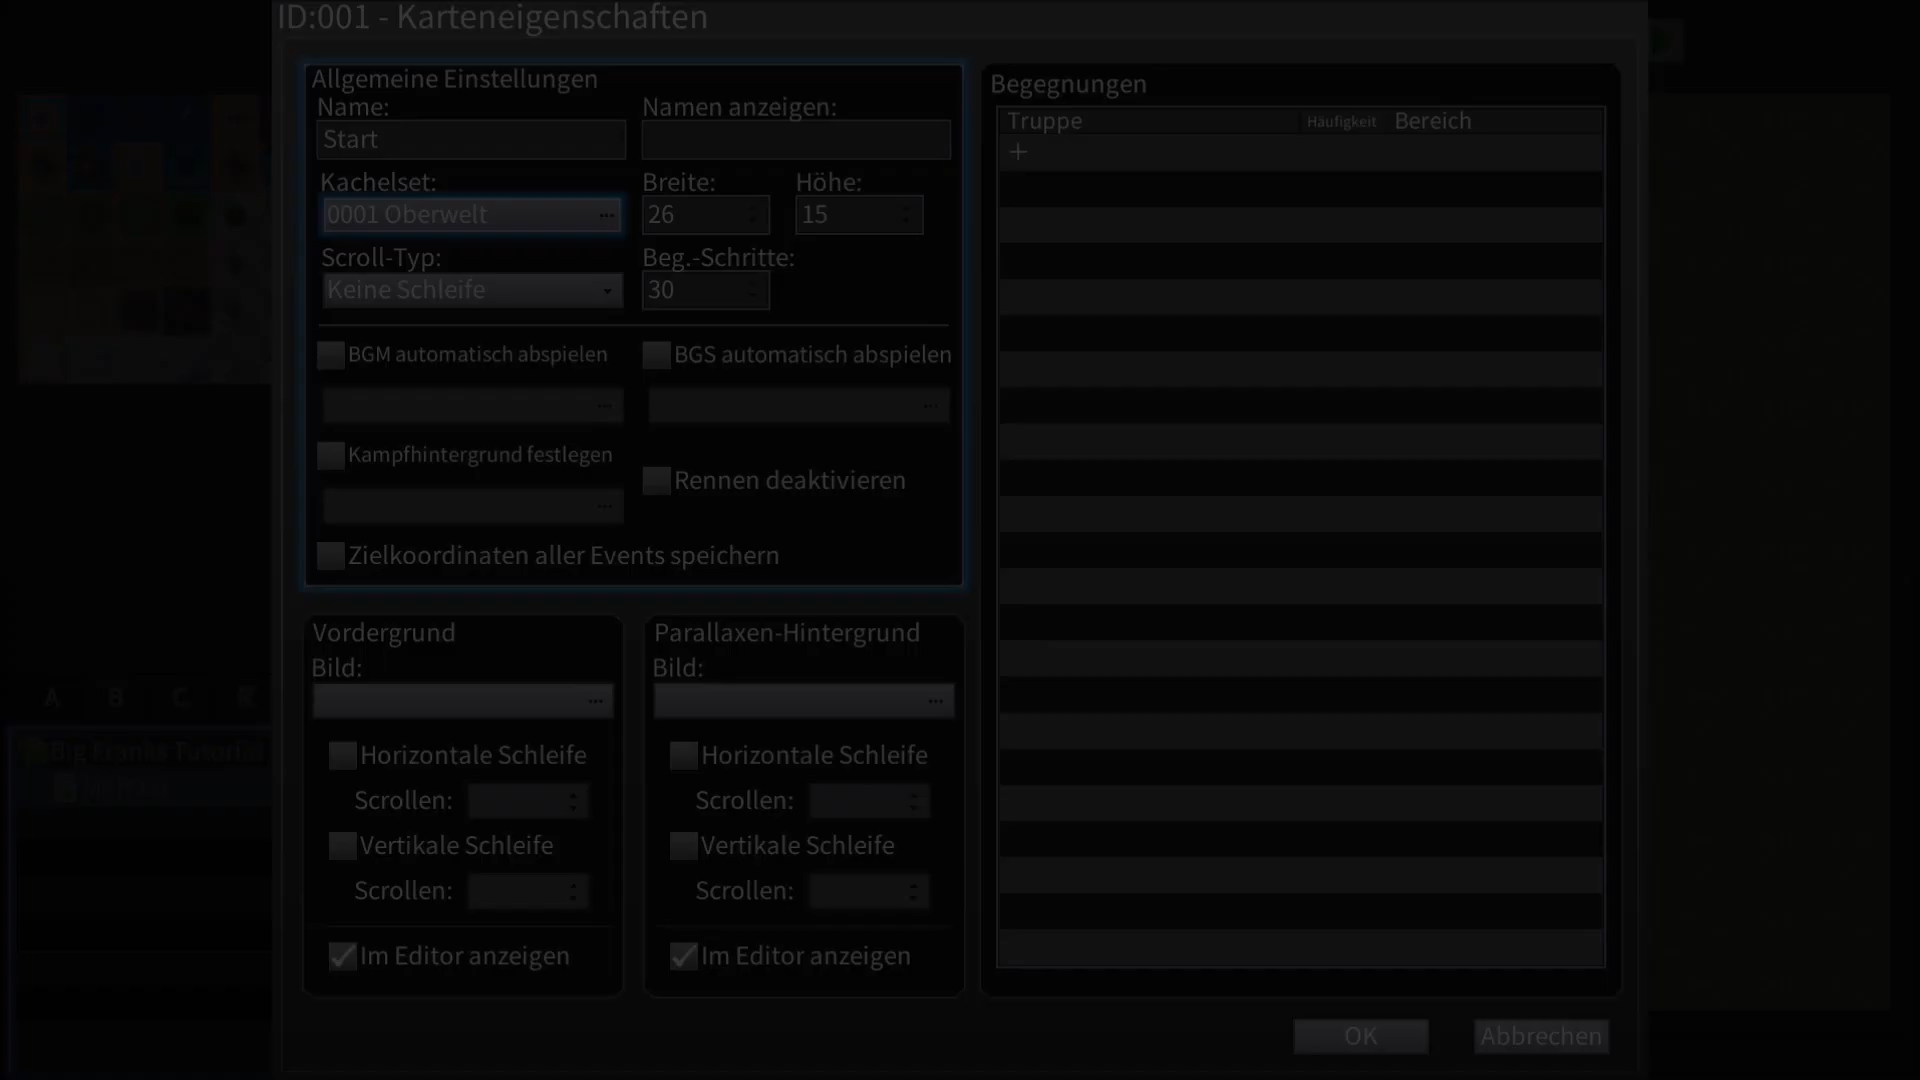 ID:001 - Karteneigenschaften
Allgemeine Einstellungen
Name:
Namen anzeigen:
Start
Kachelset:
Breite:
Höhe:
0001 Oberwelt
...
26
15
Scroll-Typ:
Beg.-Schritte:
Keine Schleife
30
BGM automatisch abspielen
BGS automatisch abspielen
...
...
Kampfhintergrund festlegen
Rennen deaktivieren
...
Zielkoordinaten aller Events speichern
Vordergrund
Bild:
...
Horizontale Schleife
Scrollen:
Vertikale Schleife
Scrollen:
Im Editor anzeigen
Parallaxen-Hintergrund
Bild:
...
Horizontale Schleife
Scrollen:
Vertikale Schleife
Scrollen:
Im Editor anzeigen
Begegnungen
Truppe
Häufigkeit
Bereich
+
OK
Abbrechen
A
B
C
R
Big Franks Tutorial